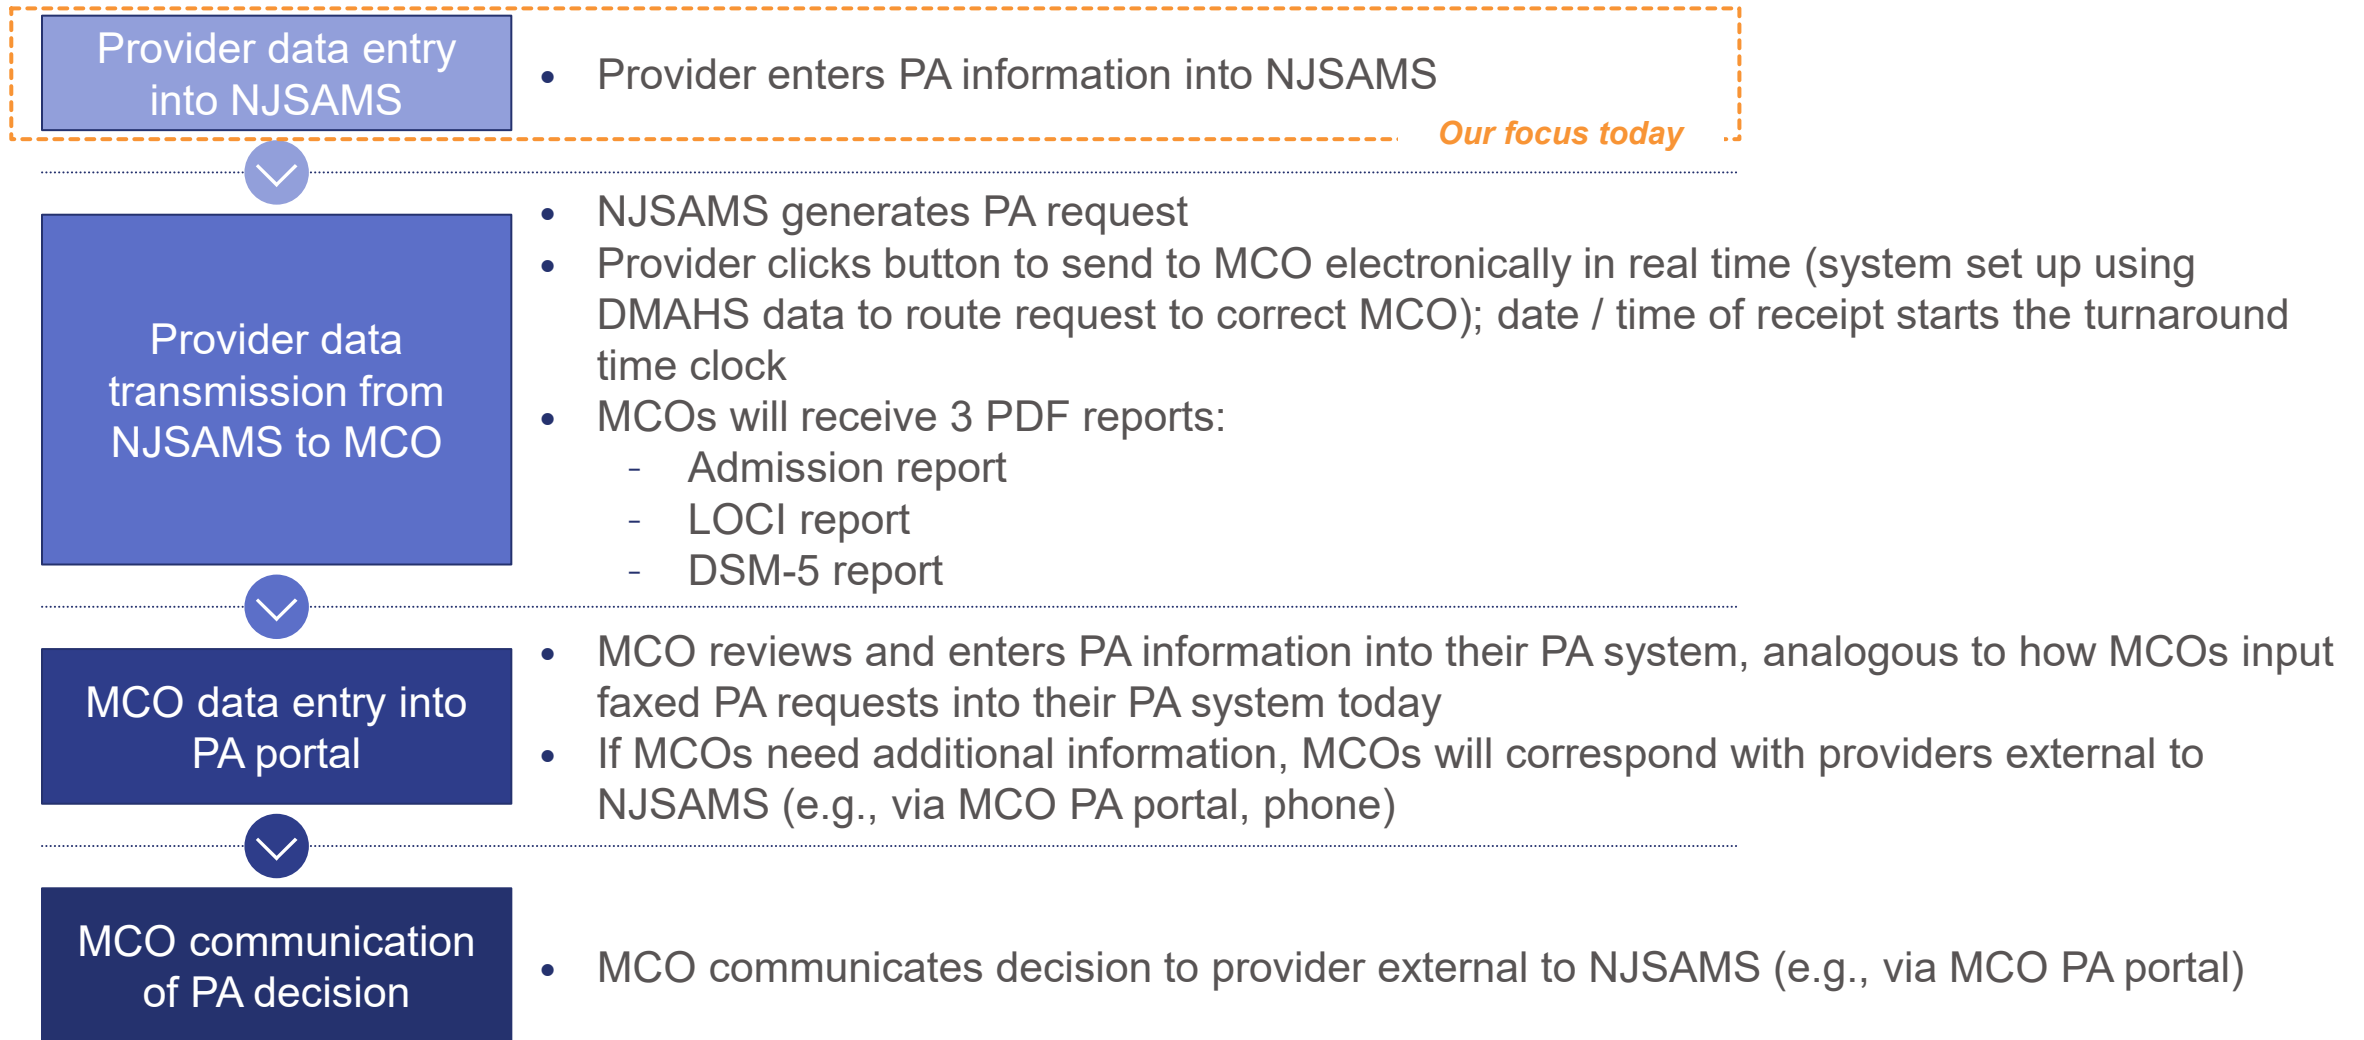 Provider data entry
into NJSAMS
• Provider enters PA information into NJSAMS
Our focus today
Provider data
transmission from
NJSAMS to MCO
• NJSAMS generates PA request
• Provider clicks button to send to MCO electronically in real time (system set up using
DMAHS data to route request to correct MCO); date / time of receipt starts the turnaround
time clock
• MCOs will receive 3 PDF reports:
- Admission report
- LOCI report
- DSM-5 report
MCO data entry into
PA portal
• MCO reviews and enters PA information into their PA system, analogous to how MCOs input
faxed PA requests into their PA system today
• If MCOs need additional information, MCOs will correspond with providers external to
NJSAMS (e.g., via MCO PA portal, phone)
MCO communication
of PA decision
• MCO communicates decision to provider external to NJSAMS (e.g., via MCO PA portal)